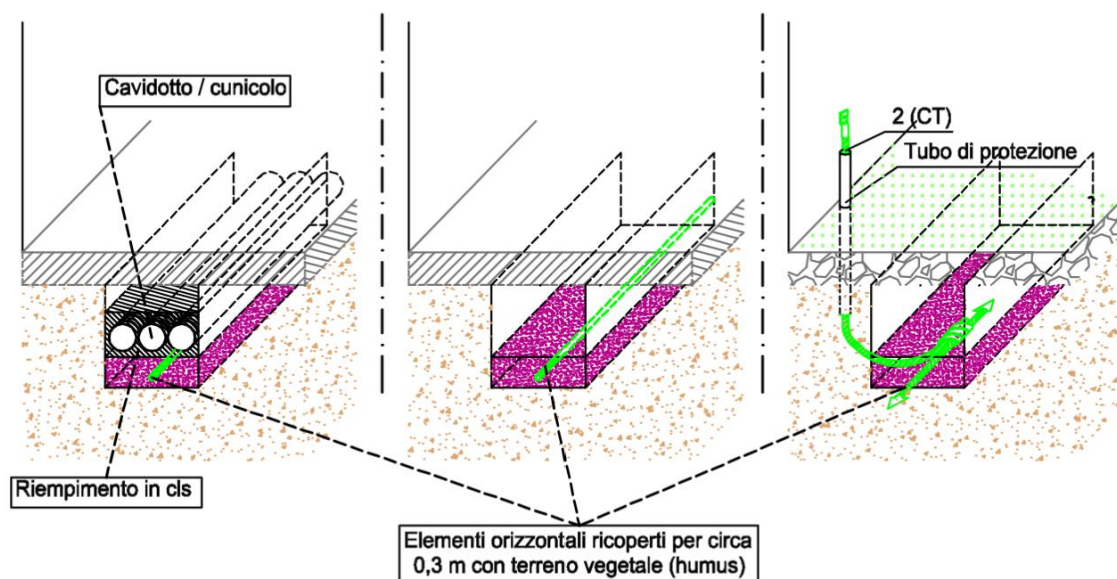 Cavidotto / cunicolo
2 (CT)
Tubo di protezione
Riempimento in cls
Elementi orizzontali ricoperti per circa
0,3 m con terreno vegetale (humus)